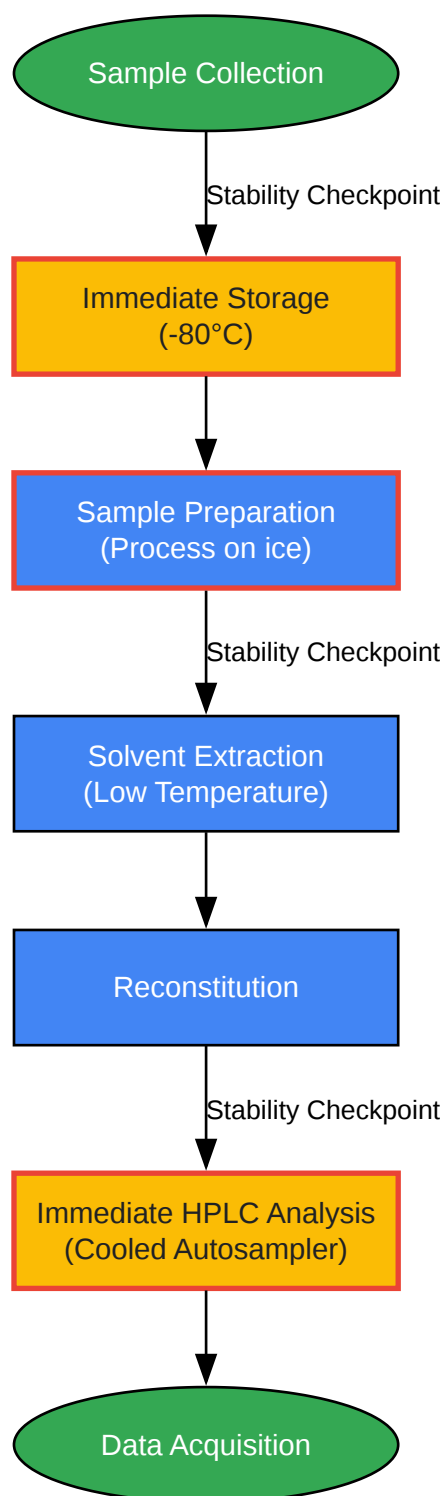 Sample Collection
Stability Checkpoint
Immediate Storage
(-80°C)
Sample Preparation
(Process on ice)
Stability Checkpoint
Solvent Extraction
(Low Temperature)
Reconstitution
Stability Checkpoint
Immediate HPLC Analysis
(Cooled Autosampler)
Data Acquisition